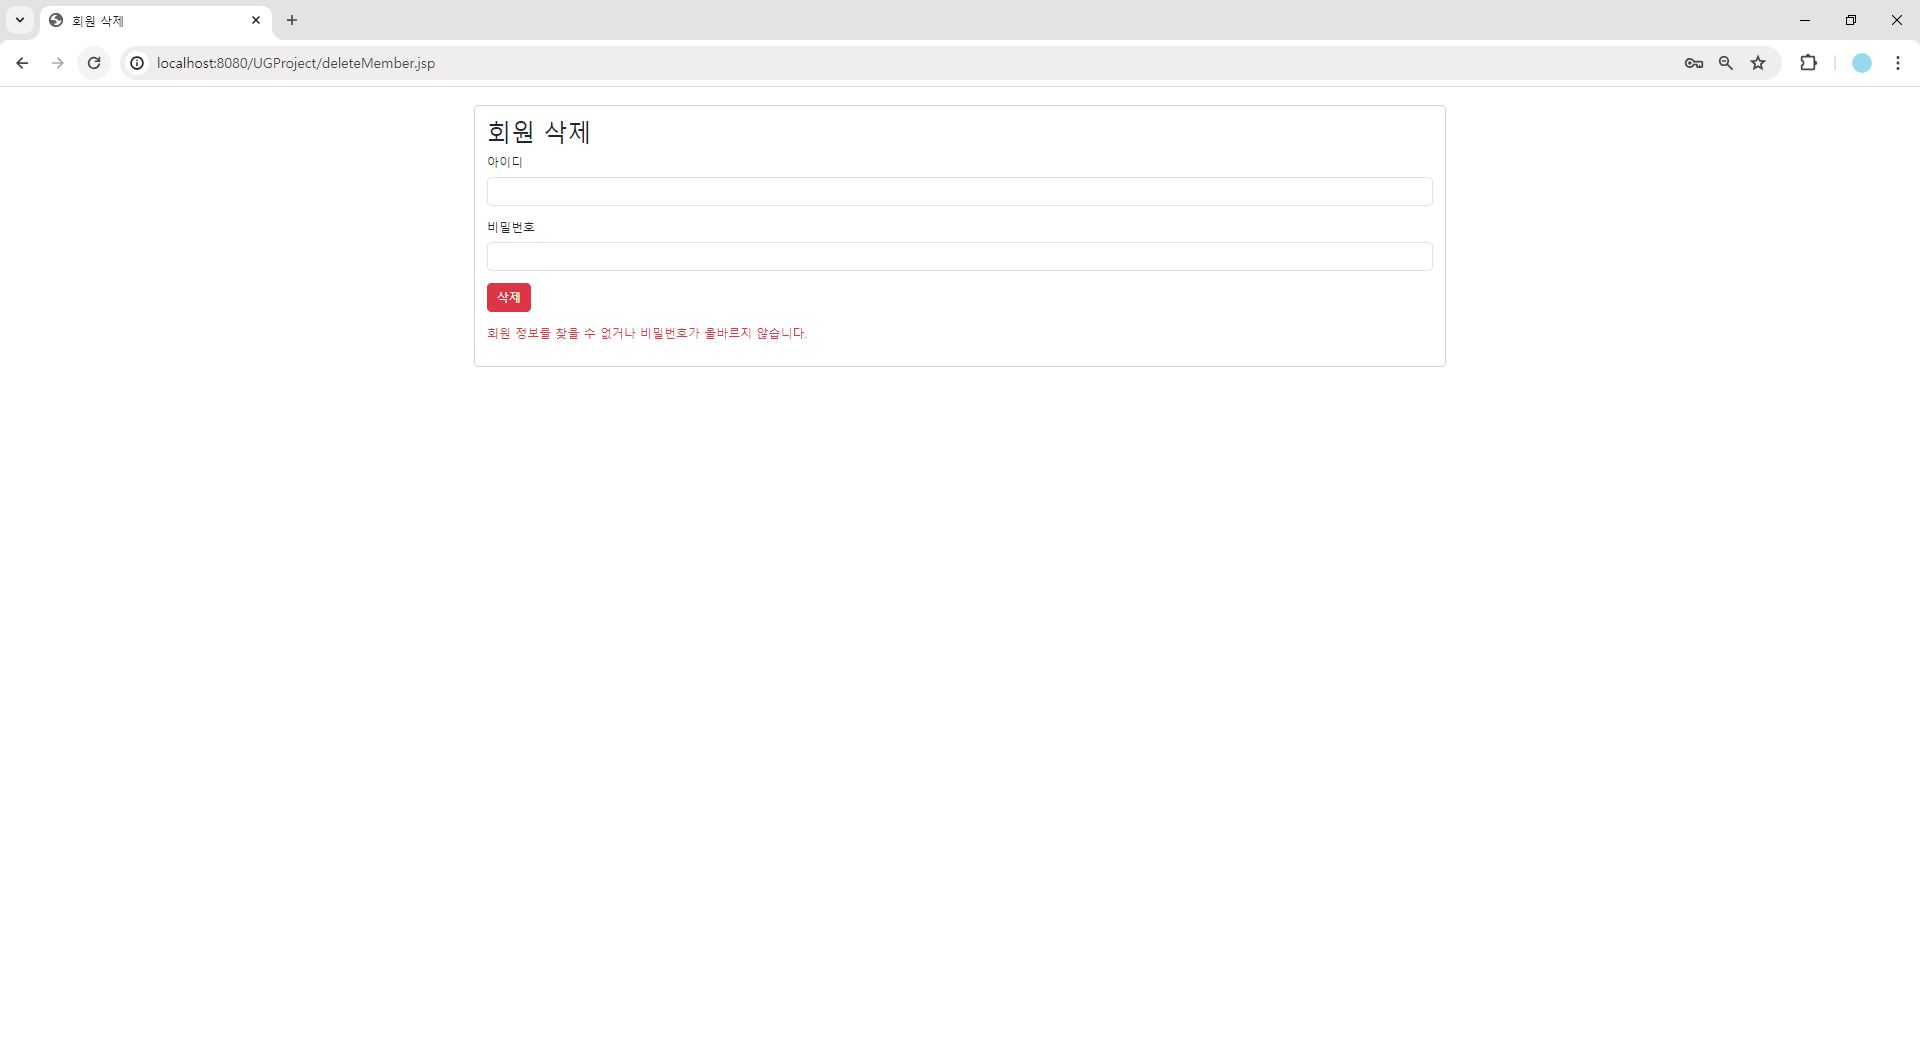 회원 삭제
localhost:8080/UGProject/deleteMember.jsp
회원 삭제
아이디
비밀번호
삭제
회원 정보를 찾을 수 없거나 비밀번호가 올바르지 않습니다.